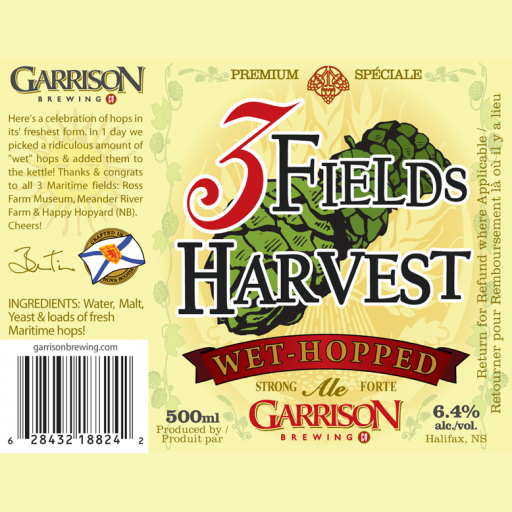 GARRISON
BREWING
Here's a celebration of hops in
its' freshest form. In 1 day we
picked a ridiculous amount of
"wet" hops & added them to
the kettle! Thanks & congrats
to all 3 Maritime fields: Ross
Farm Museum, Meander River
Farm & Happy Hopyard (NB).
Cheers!
CRAFTED IN
NOVA SCOTIA
INGREDIENTS: Water, Malt,
Yeast & loads of fresh
Maritime hops!
garrisonbrewing.com
6 28432 18824 2
PREMIUM SPÉCIALE
3 FIELDS
HARVEST
WET-HOPPED
STRONG Ale FORTE
GARRISON
BREWING
500ml
Produced by /
Produit par
6.4%
alc./vol.
Halifax, NS
Return for Refund where Applicable /
Retourner pour Remboursement là où il y a lieu